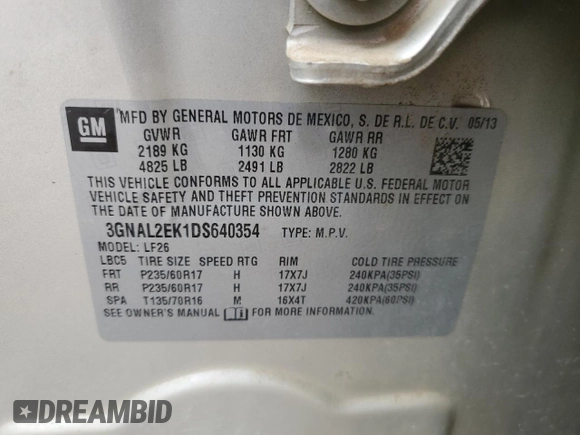 GM
MFD BY GENERAL MOTORS DE MEXICO, S. DE R.L. DE C.V. 05/13
GVWR GAWR FRT GAWR RR
2189 KG 1130 KG 1280 KG
4825 LB 2491 LB 2822 LB
THIS VEHICLE CONFORMS TO ALL APPLICABLE U.S. FEDERAL MOTOR
VEHICLE SAFETY AND THEFT PREVENTION STANDARDS IN EFFECT ON
THE DATE OF MANUFACTURE SHOWN ABOVE.
3GNAL2EK1DS640354 TYPE: M.P.V.
MODEL: LF26
LBC5 TIRE SIZE SPEED RTG RIM COLD TIRE PRESSURE
FRT P235/60R17 H 17X7J 240KPA(35PSI)
RR P235/60R17 H 17X7J 240KPA(35PSI)
SPA T135/70R16 M 16X4T 420KPA(60PSI)
SEE OWNER'S MANUAL FOR MORE INFORMATION.
DREAMBID